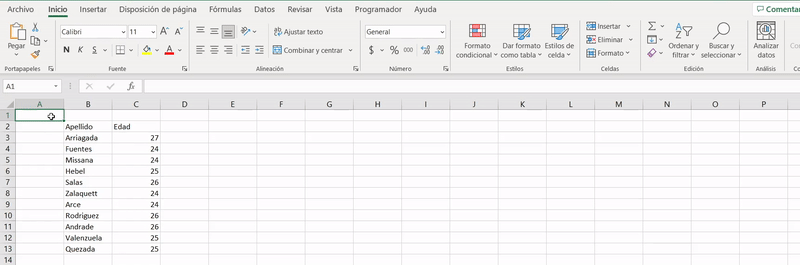 Archivo Inicio Insertar Disposición de página Fórmulas Datos Revisar Vista Programador Ayuda Comentar
Pegar
Calibri 11
N K S
Ajustar texto
Combinar y centrar
General
$ % 000
Formato condicional
Dar formato como tabla
Estilos de celda
Insertar
Eliminar
Formato
Ordenar y filtrar
Buscar y seleccionar
Analizar datos
Portapapeles Fuente Alineación Número Estilos Celdas Edición Análisis
A1 fx
A B C D E F G H I J K L M N O P
1
2 Apellido Edad
3 Arriagada 27
4 Fuentes 24
5 Missana 24
6 Hebel 25
7 Salas 26
8 Zalaquett 24
9 Arce 24
10 Rodriguez 26
11 Andrade 26
12 Valenzuela 25
13 Quezada 25
14